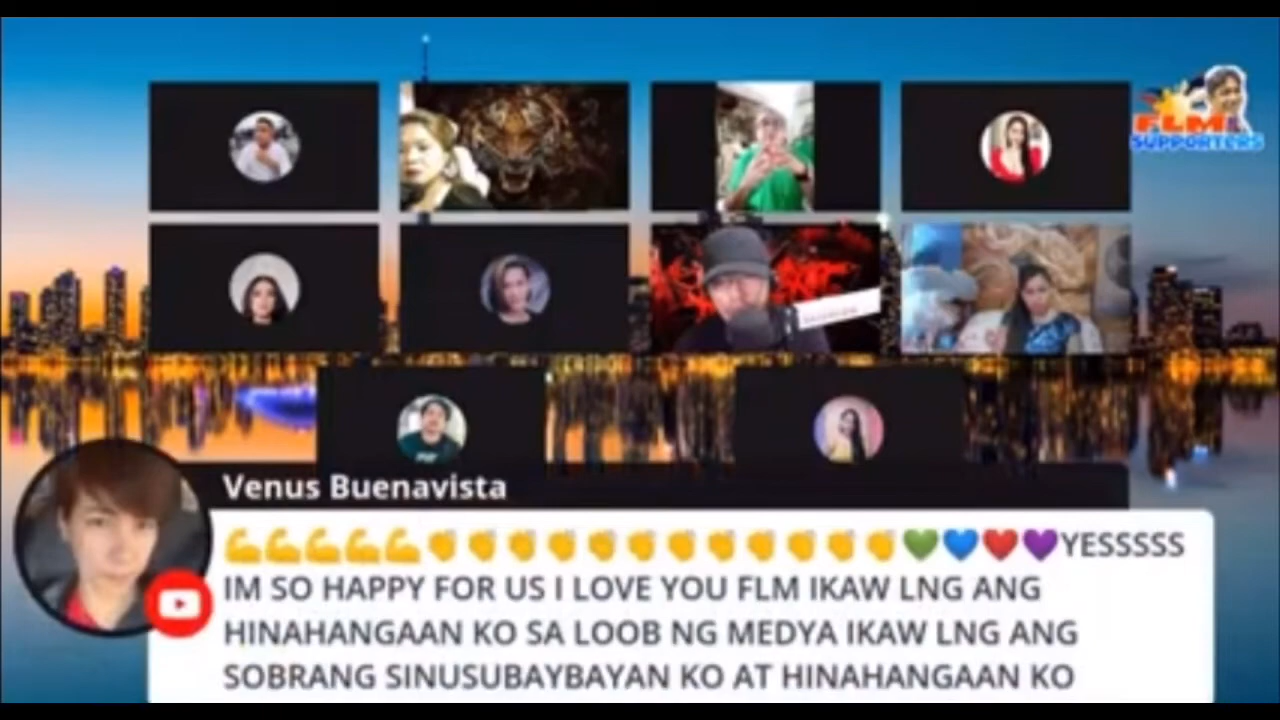 FLM
SUPPORTERS
Venus Buenavista
💪💪💪💪💪👏👏👏👏👏👏👏👏👏👏👏👏💚💙❤️💜YESSSSS
IM SO HAPPY FOR US I LOVE YOU FLM IKAW LNG ANG
HINAHANGAAN KO SA LOOB NG MEDYA IKAW LNG ANG
SOBRANG SINUSUBAYBAYAN KO AT HINAHANGAAN KO